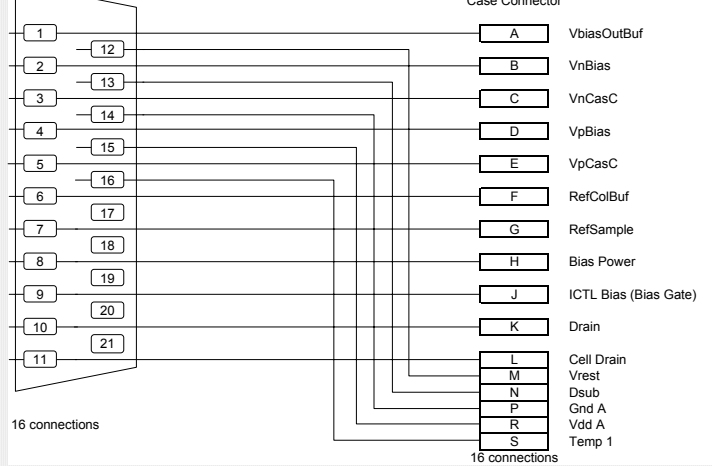 Case Connector
1 A VbiasOutBuf
12
2 B VnBias
13
3 C VnCasC
14
4 D VpBias
15
5 E VpCasC
16
6 F RefColBuf
17
7 G RefSample
18
8 H Bias Power
19
9 J ICTL Bias (Bias Gate)
20
10 K Drain
21
11 L Cell Drain
M Vrest
N Dsub
P Gnd A
16 connections R Vdd A
S Temp 1
16 connections